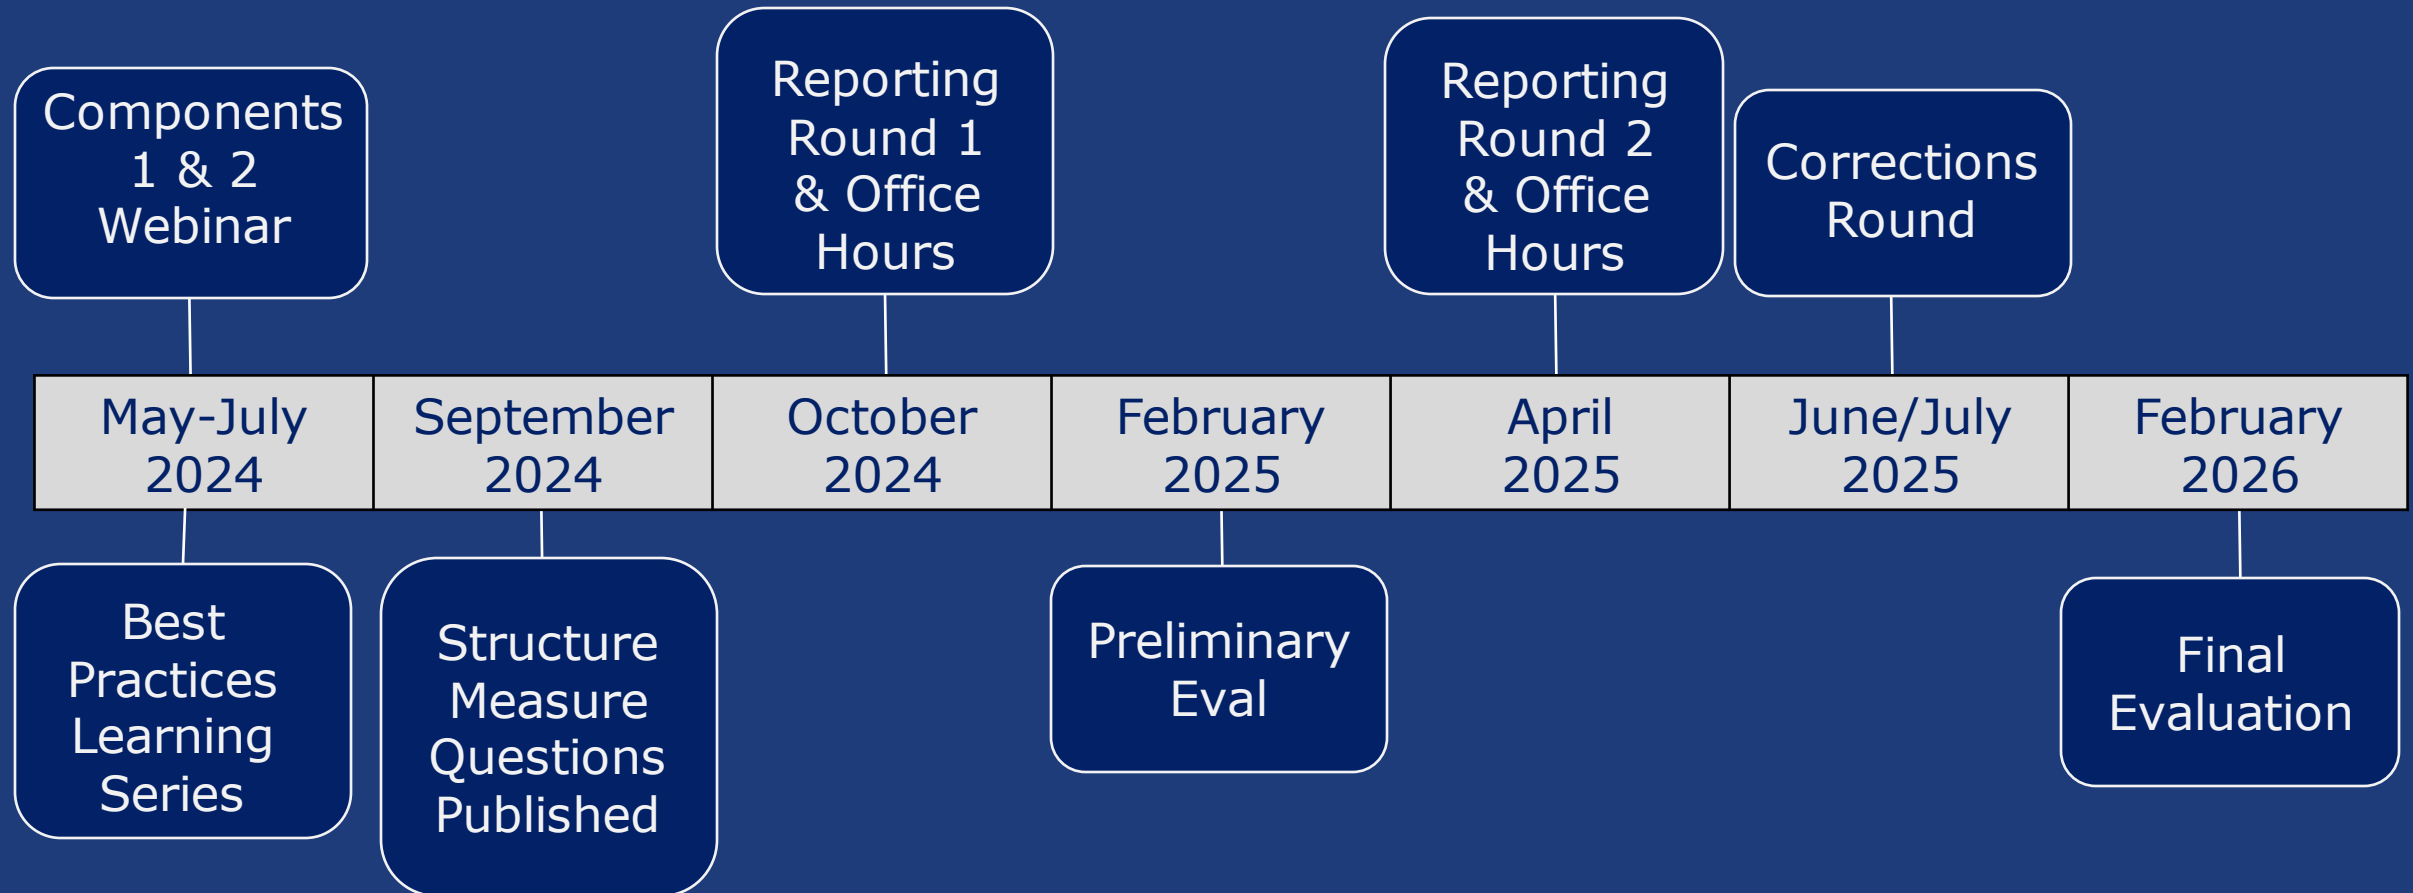 Components
1 & 2
Webinar
Reporting
Round 1
& Office
Hours
Reporting
Round 2
& Office
Hours
Corrections
Round
May-July
2024
September
2024
October
2024
February
2025
April
2025
June/July
2025
February
2026
Best
Practices
Learning
Series
Structure
Measure
Questions
Published
Preliminary
Eval
Final
Evaluation